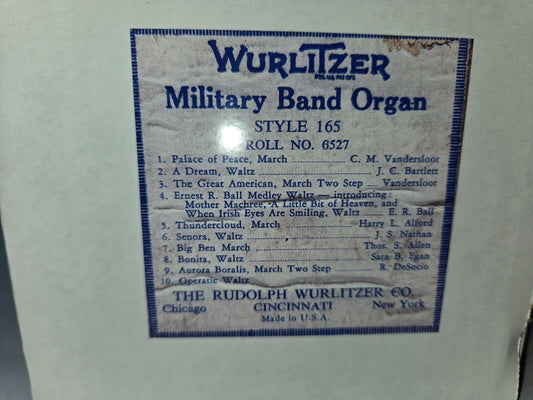 WURLITZER
REG. U.S. PAT. OFF.
Military Band Organ
STYLE 165
ROLL NO. 6527
1. Palace of Peace, March C. M. Vandersloot
2. A Dream, Waltz J. C. Bartlett
3. The Great American, March Two Step Vandersloot
4. Ernest R. Ball Medley Waltz — introducing:
Mother Machree, A Little Bit of Heaven, and
When Irish Eyes Are Smiling, Waltz E. R. Ball
5. Thundercloud, March Harry L. Alford
6. Senora, Waltz J. S. Nathan
7. Big Ben March Thos. S. Allen
8. Bonita, Waltz Sara B. Egan
9. Aurora Boralis, March Two Step R. DeSocio
10. Operatic Waltz
THE RUDOLPH WURLITZER CO.
Chicago CINCINNATI New York
Made in U.S.A.